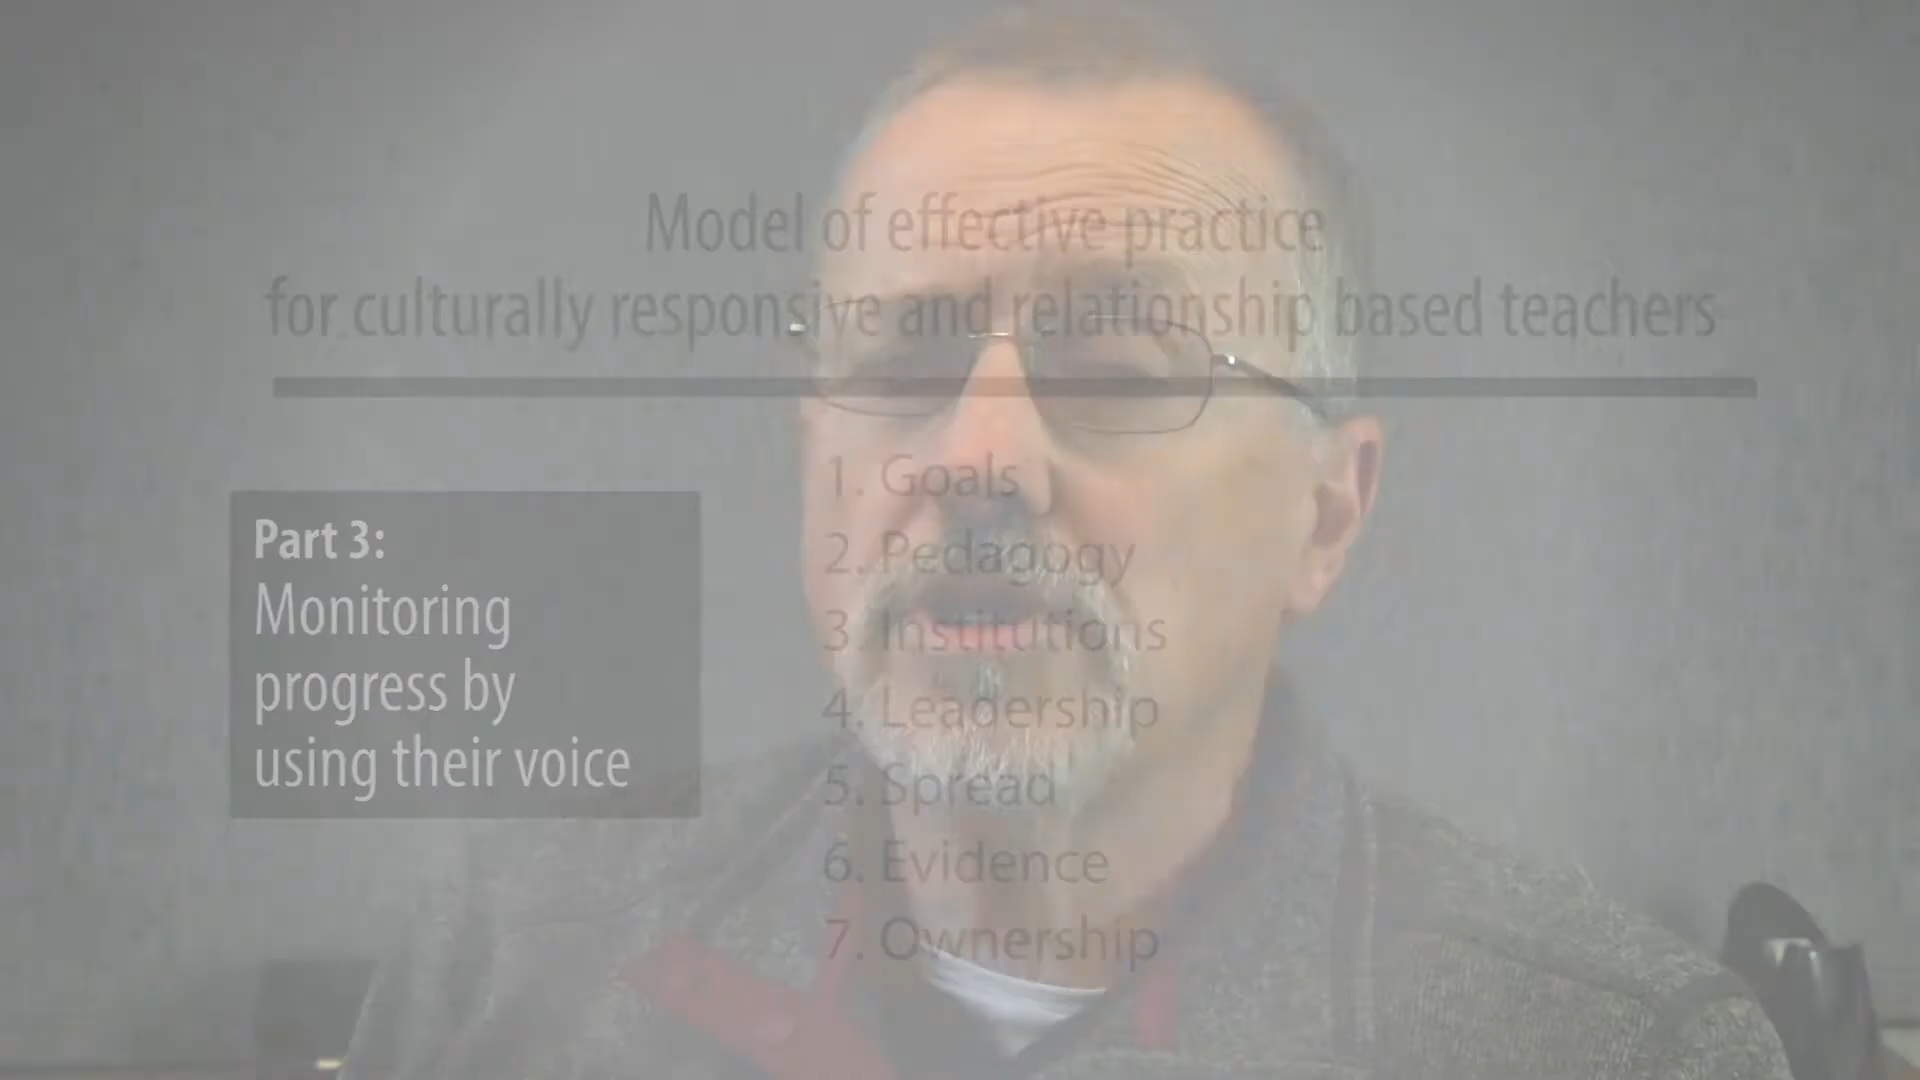 Model of effective practice
for culturally responsive and relationship based teachers
Part 3:
Monitoring
progress by
using their voice
1. Goals
2. Pedagogy
3. Institutions
4. Leadership
5. Spread
6. Evidence
7. Ownership